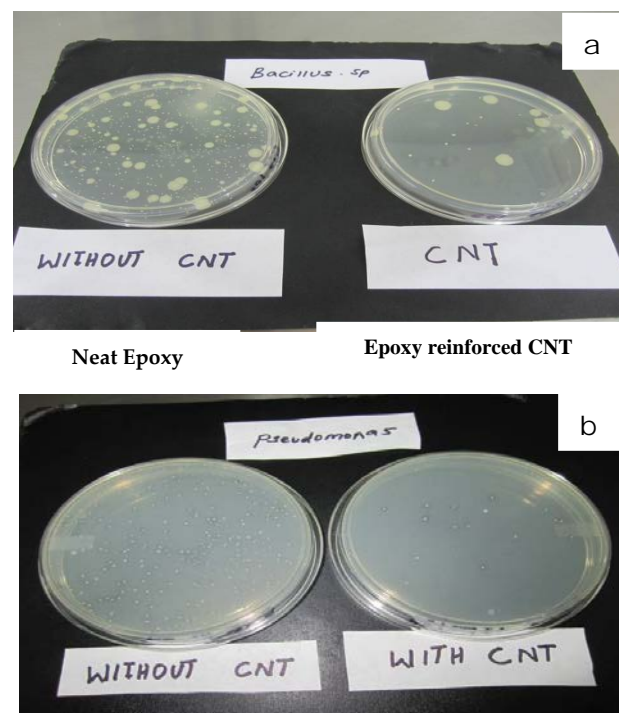 a
Bacillus. sp
WITHOUT CNT
CNT
Neat Epoxy
Epoxy reinforced CNT
b
Pseudomonas
WITHOUT CNT
WITH CNT